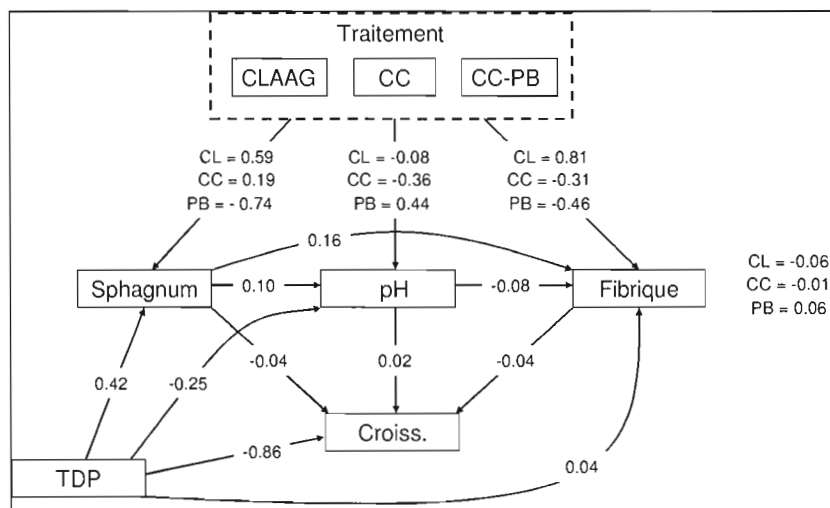 Traitement
CLAAG CC CC-PB
CL = 0.59
CC = 0.19
PB = - 0.74
CL = -0.08
CC = -0.36
PB = 0.44
CL = 0.81
CC = -0.31
PB = -0.46
0.16
Sphagnum
0.10
pH
-0.08
Fibrique
CL = -0.06
CC = -0.01
PB = 0.06
0.42
-0.25
-0.04
0.02
-0.04
Croiss.
-0.86
TDP
0.04